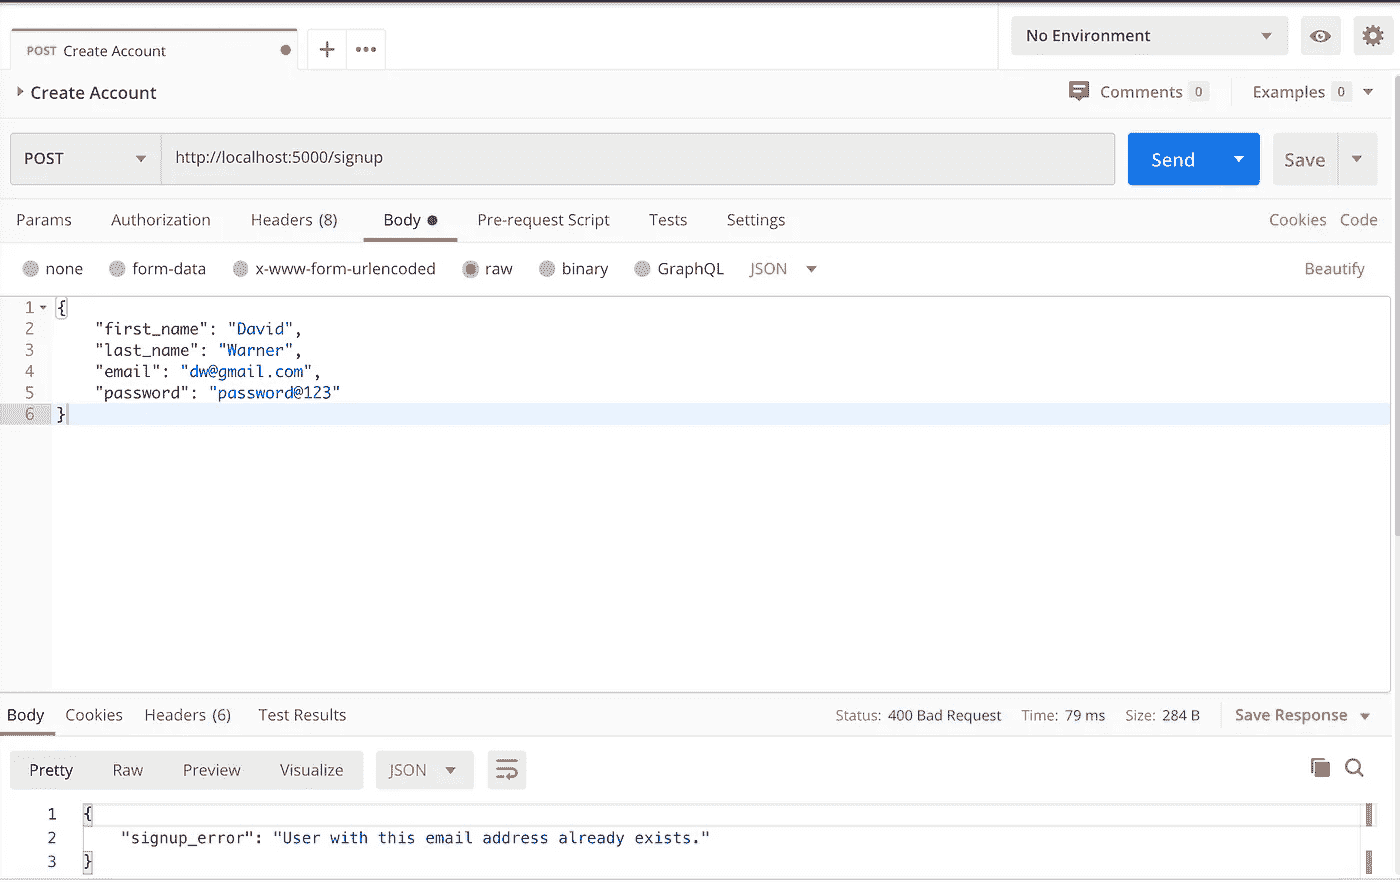 POST Create Account
No Environment
Create Account
Comments 0
Examples 0
POST
http://localhost:5000/signup
Send
Save
Params Authorization Headers (8) Body Pre-request Script Tests Settings
Cookies Code
none form-data x-www-form-urlencoded raw binary GraphQL JSON
Beautify
1 {
2 "first_name": "David",
3 "last_name": "Warner",
4 "email": "dw@gmail.com",
5 "password": "password@123"
6 }
Body Cookies Headers (6) Test Results
Status: 400 Bad Request Time: 79 ms Size: 284 B Save Response
Pretty Raw Preview Visualize JSON
1 {
2 "signup_error": "User with this email address already exists."
3 }